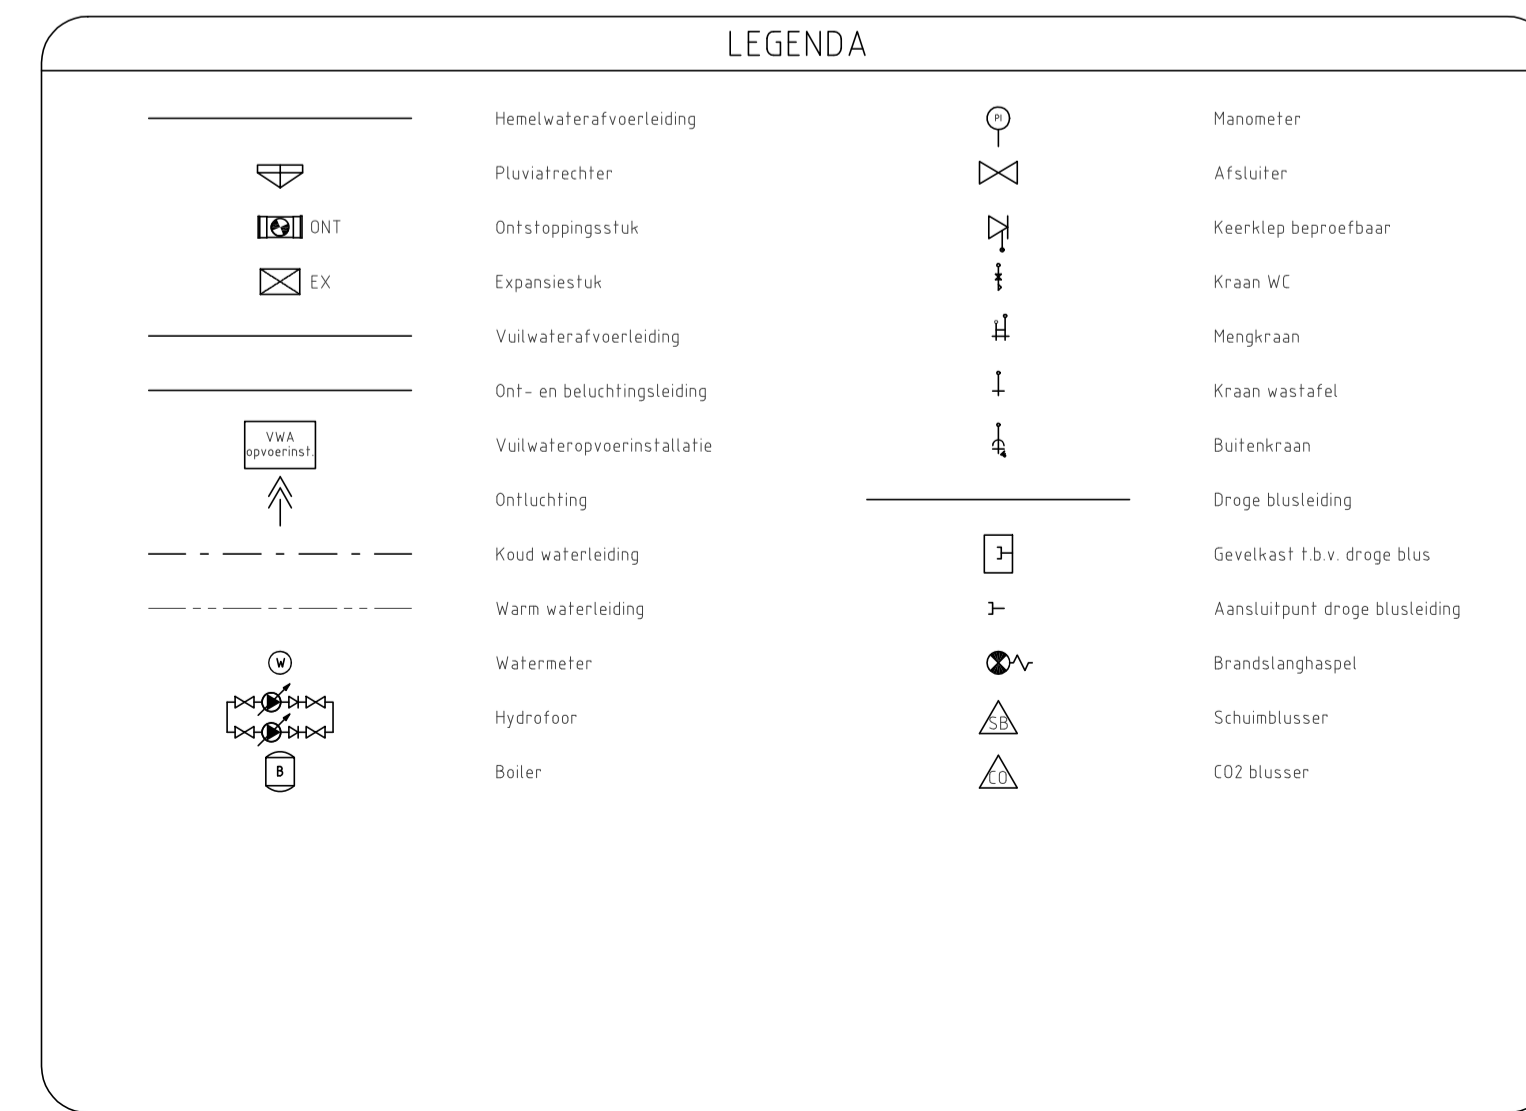 LEGENDA
Hemelwaterafvoerleiding
Pluviatrechter
ONT Ontstoppingsstuk
EX Expansiestuk
Vuilwaterafvoerleiding
Ont- en beluchtingsleiding
VWA
opvoerinst.
Vuilwateropvoerinstallatie
Ontluchting
Koud waterleiding
Warm waterleiding
W Watermeter
Hydrofoor
B Boiler
PI Manometer
Afsluiter
Keerklep beproefbaar
Kraan WC
Mengkraan
Kraan wastafel
Buitenkraan
Droge blusleiding
Gevelkast t.b.v. droge blus
Aansluitpunt droge blusleiding
Brandslanghaspel
SB Schuimblusser
CO CO2 blusser